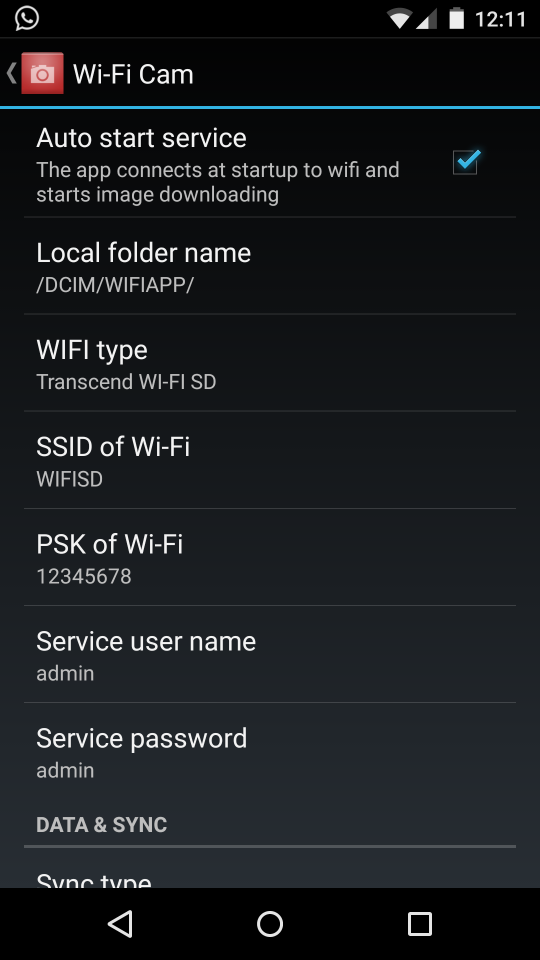 12:11
Wi-Fi Cam
Auto start service
The app connects at startup to wifi and
starts image downloading
Local folder name
/DCIM/WIFIAPP/
WIFI type
Transcend WI-FI SD
SSID of Wi-Fi
WIFISD
PSK of Wi-Fi
12345678
Service user name
admin
Service password
admin
DATA & SYNC
Sync type